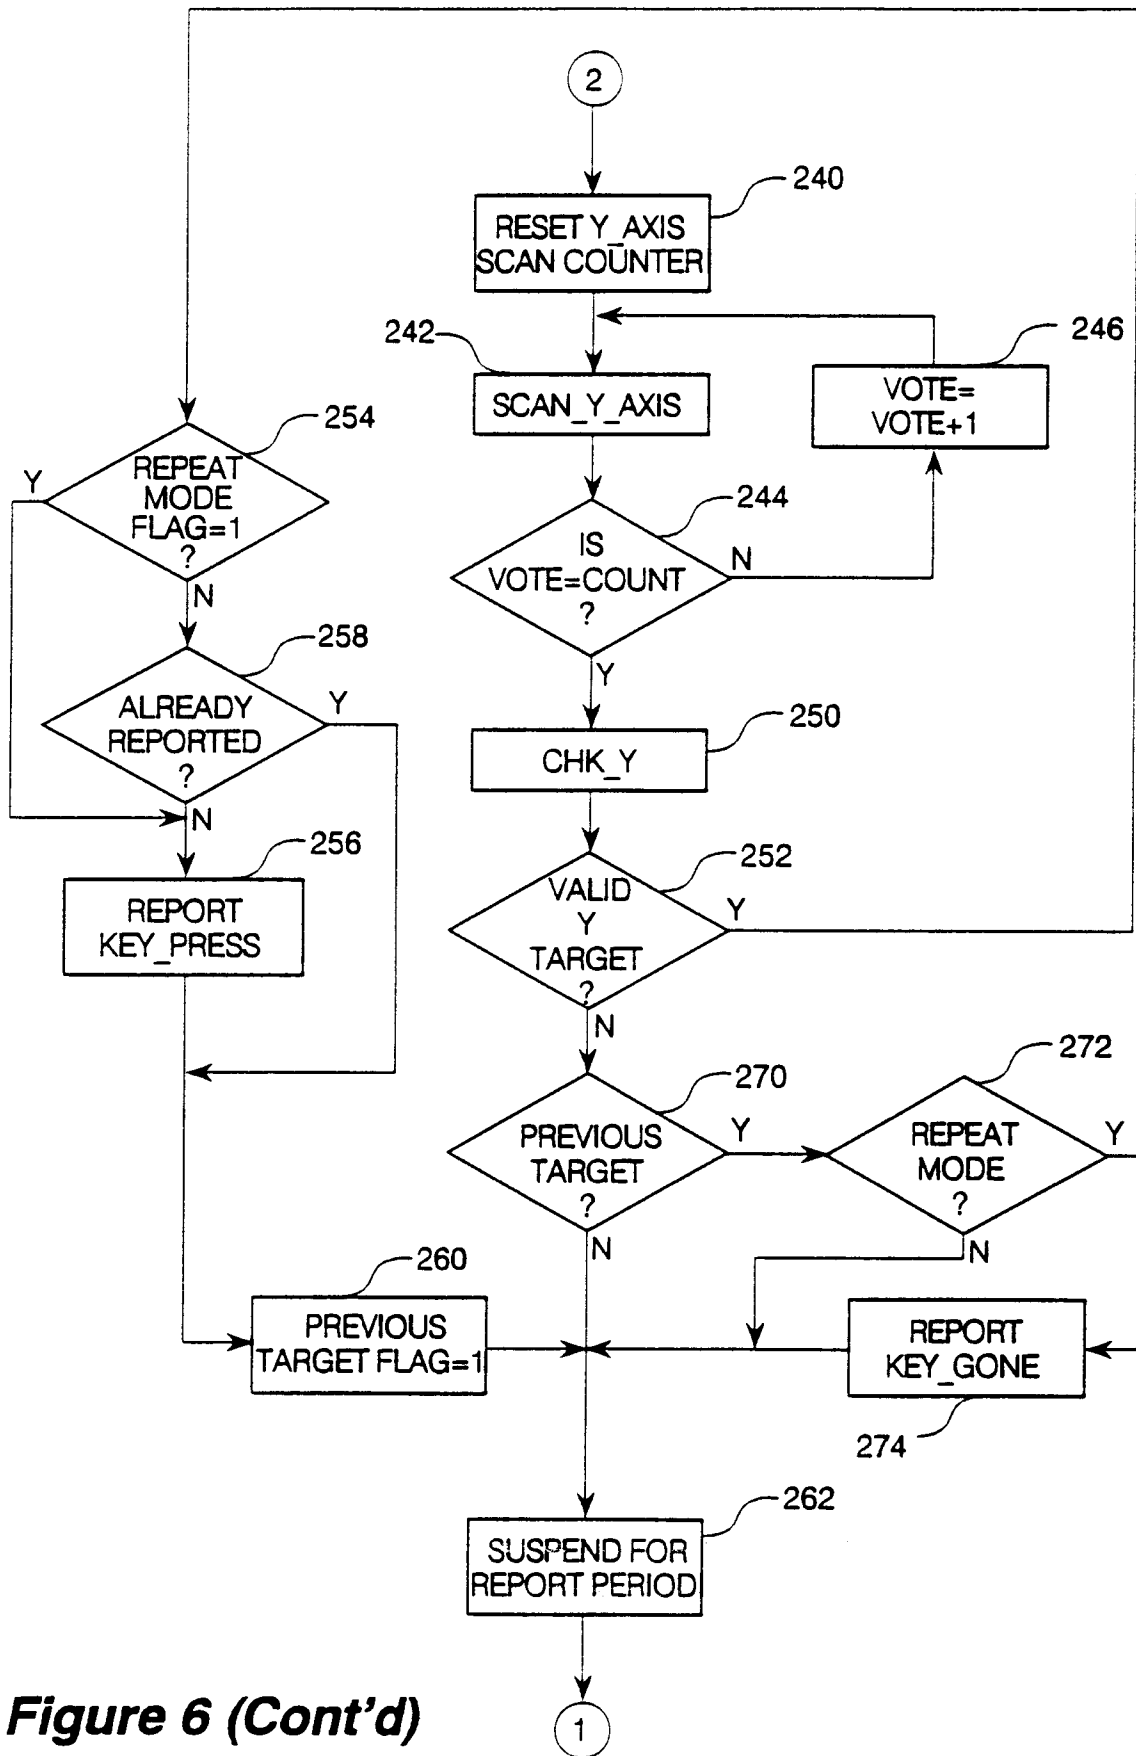 2
240
RESET Y_AXIS
SCAN COUNTER
242
246
SCAN_Y_AXIS
VOTE=
VOTE+1
254
Y
REPEAT
MODE
FLAG=1
?
N
244
IS
VOTE=COUNT
?
N
Y
258
ALREADY
REPORTED
?
Y
N
250
CHK_Y
256
REPORT
KEY_PRESS
252
VALID
Y
TARGET
?
Y
N
270
PREVIOUS
TARGET
?
Y
N
272
REPEAT
MODE
?
Y
N
260
PREVIOUS
TARGET FLAG=1
REPORT
KEY_GONE
274
262
SUSPEND FOR
REPORT PERIOD
1
Figure 6 (Cont'd)